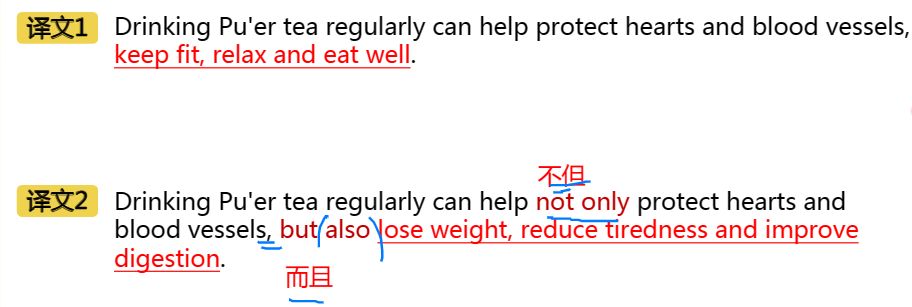 译文1 Drinking Pu'er tea regularly can help protect hearts and blood vessels,
keep fit, relax and eat well.
不但
译文2 Drinking Pu'er tea regularly can help not only protect hearts and
blood vessels, but also lose weight, reduce tiredness and improve
digestion.
而且